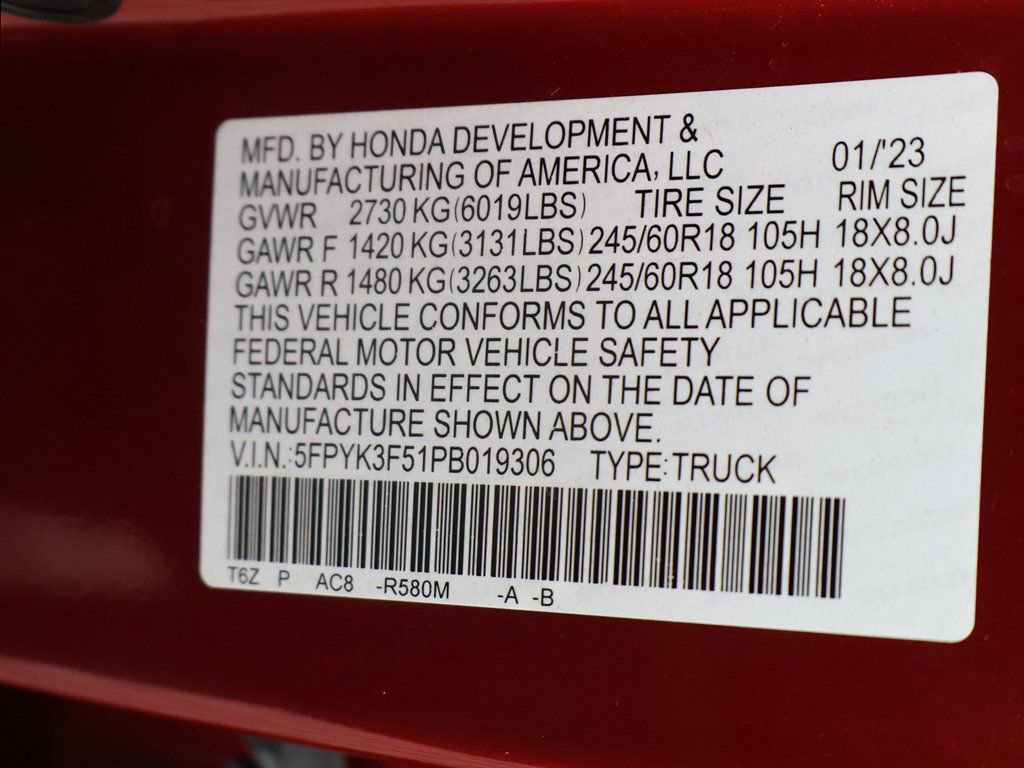 MFD. BY HONDA DEVELOPMENT &
MANUFACTURING OF AMERICA, LLC 01/'23
GVWR 2730 KG(6019LBS) TIRE SIZE RIM SIZE
GAWR F 1420 KG(3131LBS) 245/60R18 105H 18X8.0J
GAWR R 1480 KG(3263LBS) 245/60R18 105H 18X8.0J
THIS VEHICLE CONFORMS TO ALL APPLICABLE
FEDERAL MOTOR VEHICLE SAFETY
STANDARDS IN EFFECT ON THE DATE OF
MANUFACTURE SHOWN ABOVE.
V.I.N.:5FPYK3F51PB019306 TYPE:TRUCK
T6Z P AC8 -R580M -A -B